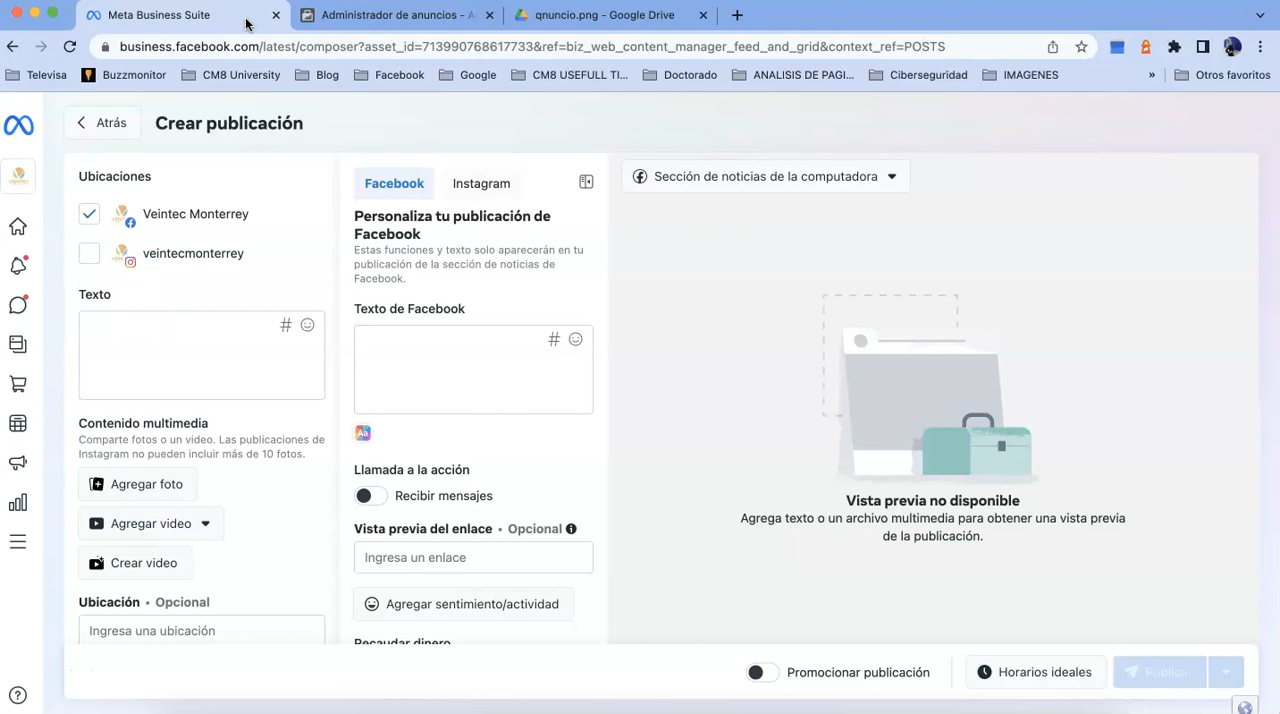 Meta Business Suite
Administrador de anuncios - A
qnuncio.png - Google Drive
business.facebook.com/latest/composer?asset_id=713990768617733&ref=biz_web_content_manager_feed_and_grid&context_ref=POSTS
Televisa
Buzzmonitor
CM8 University
Blog
Facebook
Google
CM8 USEFULL TI...
Doctorado
ANALISIS DE PAGI...
Ciberseguridad
IMAGENES
»
Otros favoritos
Atrás
Crear publicación
Ubicaciones
Veintec Monterrey
veintecmonterrey
Texto
#
Contenido multimedia
Comparte fotos o un video. Las publicaciones de
Instagram no pueden incluir más de 10 fotos.
Agregar foto
Agregar video
Crear video
Ubicación • Opcional
Ingresa una ubicación
Facebook
Instagram
Personaliza tu publicación de
Facebook
Estas funciones y texto solo aparecerán en tu
publicación de la sección de noticias de
Facebook.
Texto de Facebook
#
Aa
Llamada a la acción
Recibir mensajes
Vista previa del enlace • Opcional
Ingresa un enlace
Agregar sentimiento/actividad
Recaudar dinero
Sección de noticias de la computadora
Vista previa no disponible
Agrega texto o un archivo multimedia para obtener una vista previa
de la publicación.
Promocionar publicación
Horarios ideales
Publicar